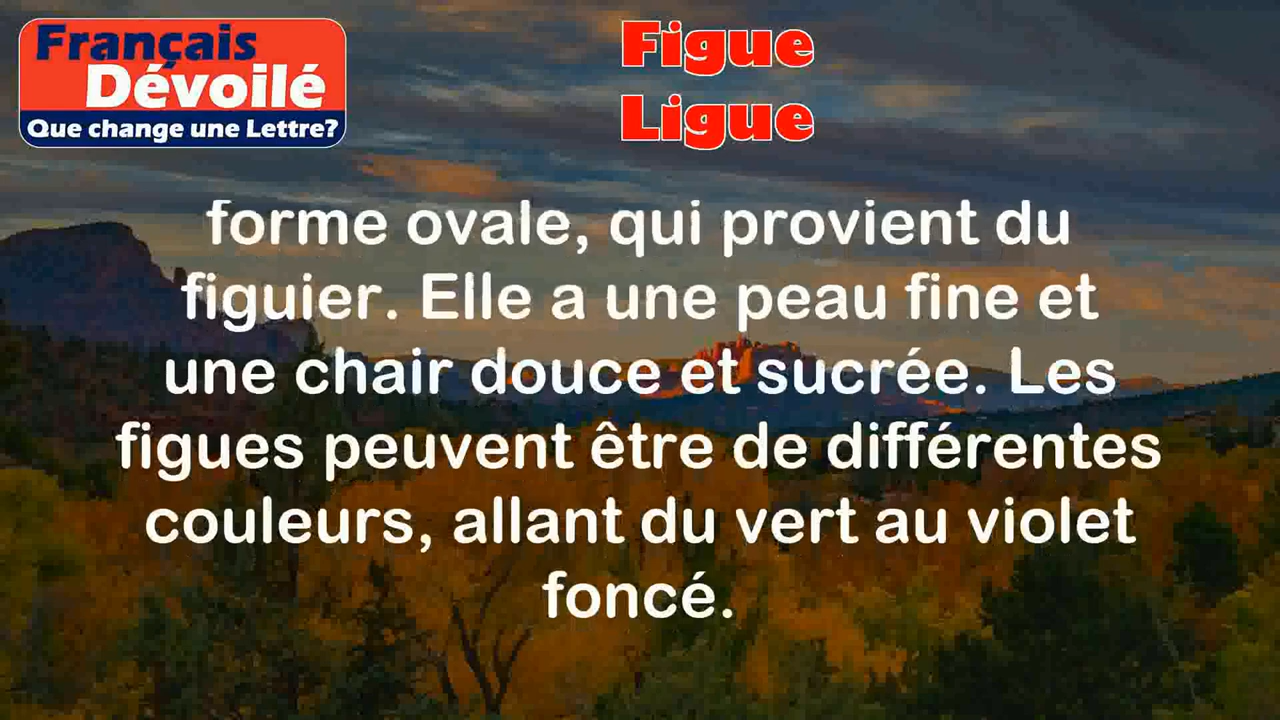 Français
Dévoilé
Que change une Lettre?
Figue
Ligue
forme ovale, qui provient du
figuier. Elle a une peau fine et
une chair douce et sucrée. Les
figues peuvent être de différentes
couleurs, allant du vert au violet
foncé.